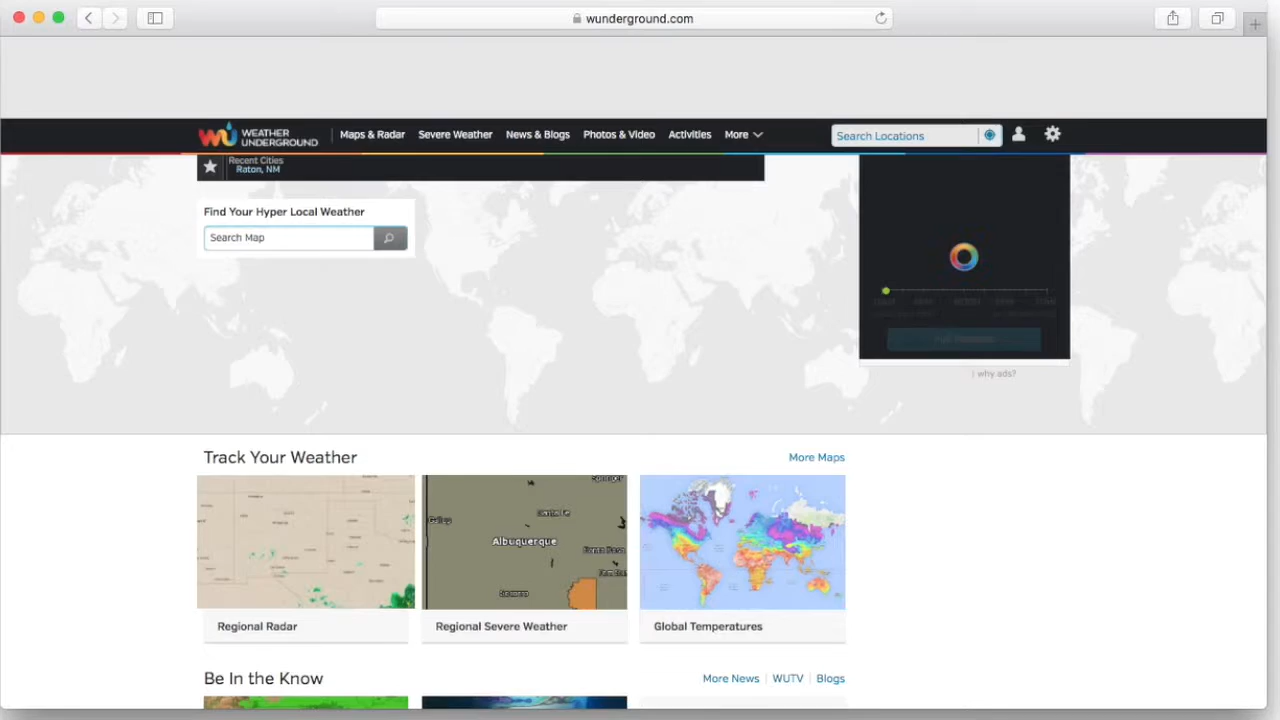 wunderground.com
WEATHER
UNDERGROUND
Maps & Radar
Severe Weather
News & Blogs
Photos & Video
Activities
More
Search Locations
Recent Cities
Raton, NM
Find Your Hyper Local Weather
Search Map
why ads?
Track Your Weather
More Maps
Albuquerque
Regional Radar
Regional Severe Weather
Global Temperatures
Be In the Know
More News
WUTV
Blogs